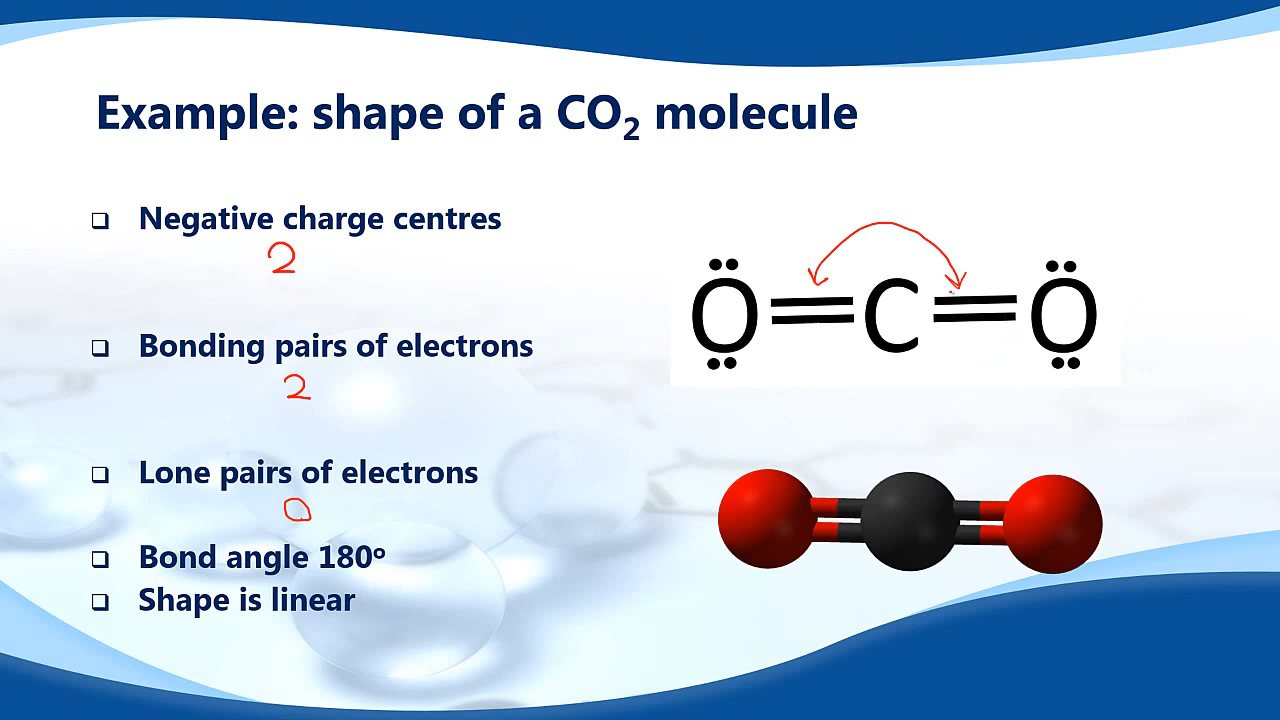 Example: shape of a CO₂ molecule
Negative charge centres
2
Bonding pairs of electrons
2
Lone pairs of electrons
0
Bond angle 180º
Shape is linear
O=C=O